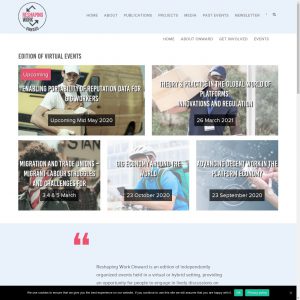 RESHAPING
WORK
ONWARD
HOME ABOUT PUBLICATIONS PROJECTS MEDIA PAST EVENTS NEWSLETTER
HOME ABOUT ONWARD GET INVOLVED EVENTS
EDITION OF VIRTUAL EVENTS
Upcoming
ENABLING PORTABILITY OF REPUTATION DATA FOR
GIG WORKERS
Upcoming Mid May 2020
THEORY & PRACTICE IN THE GLOBAL WORLD OF
PLATFORMS:
INNOVATIONS AND REGULATION
26 March 2021
MIGRATION AND TRADE UNIONS –
MIGRANT LABOUR STRUGGLES
AND CHALLENGES FOR
3 4 & 5 March
GIG ECONOMY AROUND THE
WORLD
23 October 2020
ADVANCING DECENT WORK IN THE
PLATFORM ECONOMY
23 September 2020
Reshaping Work Onward is an edition of independently
organized events held in a virtual or hybrid setting, providing
an opportunity for people to engage in lively discussions on
We use cookies to ensure that we give you the best experience on our website. If you continue to use this site we will assume that you are happy with it.